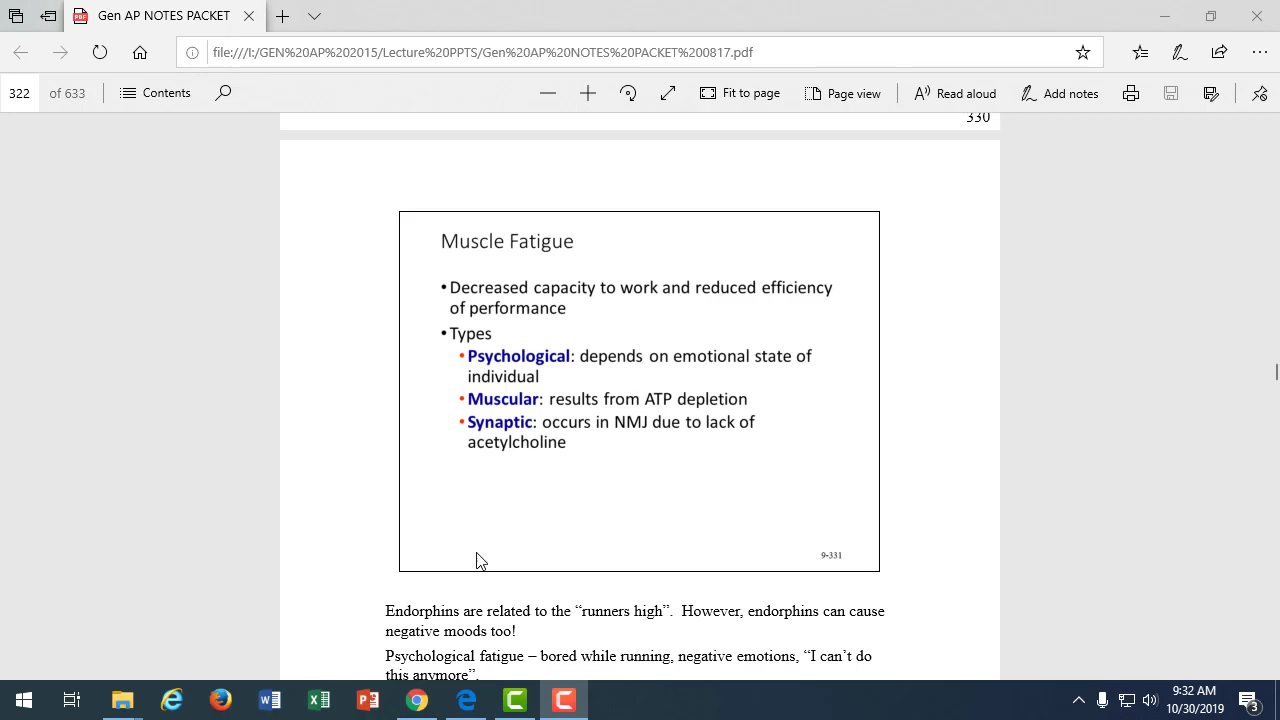 Gen AP NOTES PACKET
PDF
file:///I:/GEN%20AP%202015/Lecture%20PPTS/Gen%20AP%20NOTES%20PACKET%200817.pdf
322 of 633 Contents Fit to page Page view Read aloud Add notes
330
Muscle Fatigue
• Decreased capacity to work and reduced efficiency
of performance
• Types
• Psychological: depends on emotional state of
individual
• Muscular: results from ATP depletion
• Synaptic: occurs in NMJ due to lack of
acetylcholine
9-331
Endorphins are related to the “runners high”. However, endorphins can cause
negative moods too!
Psychological fatigue – bored while running, negative emotions, “I can’t do
this anymore”.
9:32 AM
10/30/2019
3